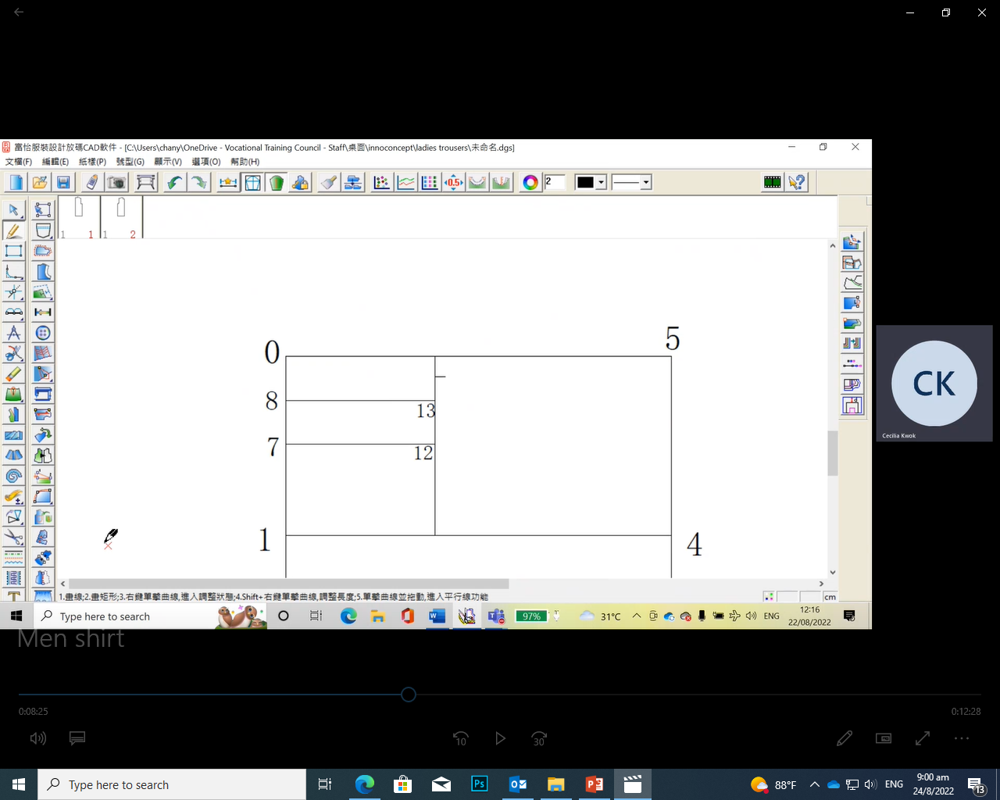 富怡服裝設計放碼CAD軟件 - [C:\Users\chany\OneDrive - Vocational Training Council - Staff\桌面\innoconcept\ladies trousers\未命名.dgs]
文檔(F) 編輯(E) 紙樣(P) 號型(G) 顯示(V) 選項(O) 幫助(H)
0.5
2
1 1 1 2
0
5
8
13
7
12
1
4
CK
Cecilia Kwok
1.畫線;2.畫矩形;3.右鍵單擊曲線,進入調整狀態;4.Shift+右鍵單擊曲線,調整長度;5.單擊曲線並拖動,進入平行線功能
cm
Type here to search
97%
31°C
ENG
12:16
22/08/2022
Men shirt
0:08:25
0:12:28
10
30
Type here to search
Ps
88°F
ENG
9:00 am
24/8/2022
13